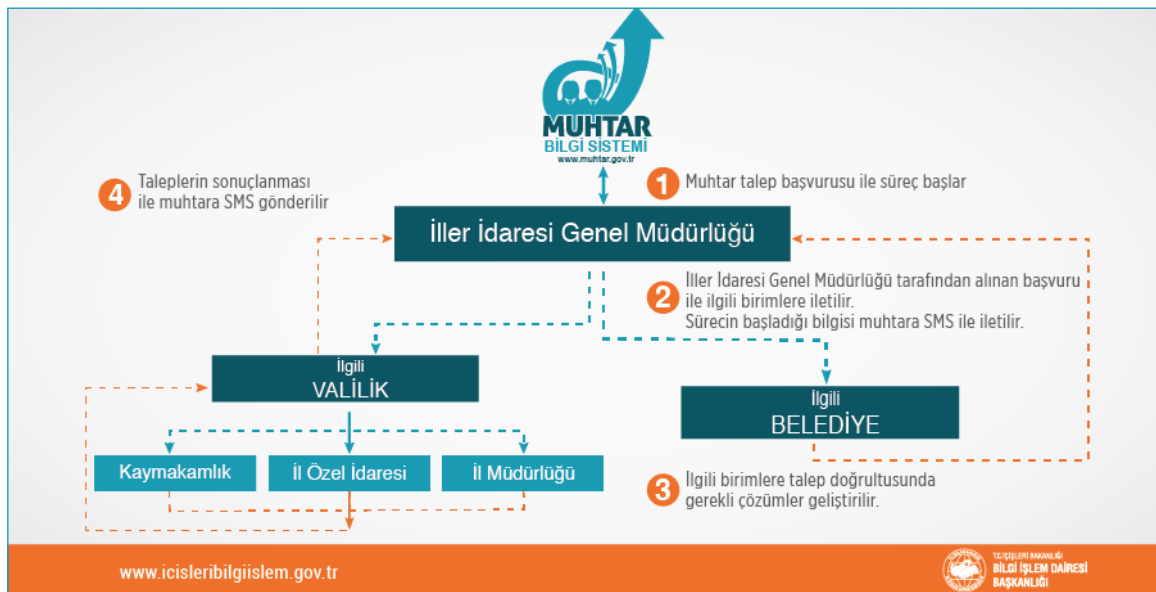 MUHTAR
BİLGİ SİSTEMİ
www.muhtar.gov.tr
1 Muhtar talep başvurusu ile süreç başlar
4 Taleplerin sonuçlanması
ile muhtara SMS gönderilir
İller İdaresi Genel Müdürlüğü
2 İller İdaresi Genel Müdürlüğü tarafından alınan başvuru
ile ilgili birimlere iletilir.
Sürecin başladığı bilgisi muhtara SMS ile iletilir.
İlgili
VALİLİK
İlgili
BELEDİYE
Kaymakamlık
İl Özel İdaresi
İl Müdürlüğü
3 İlgili birimlere talep doğrultusunda
gerekli çözümler geliştirilir.
www.icisleribilgiislem.gov.tr
T.C. İÇİŞLERİ BAKANLIĞI
BİLGİ İŞLEM DAİRESİ
BAŞKANLIĞI